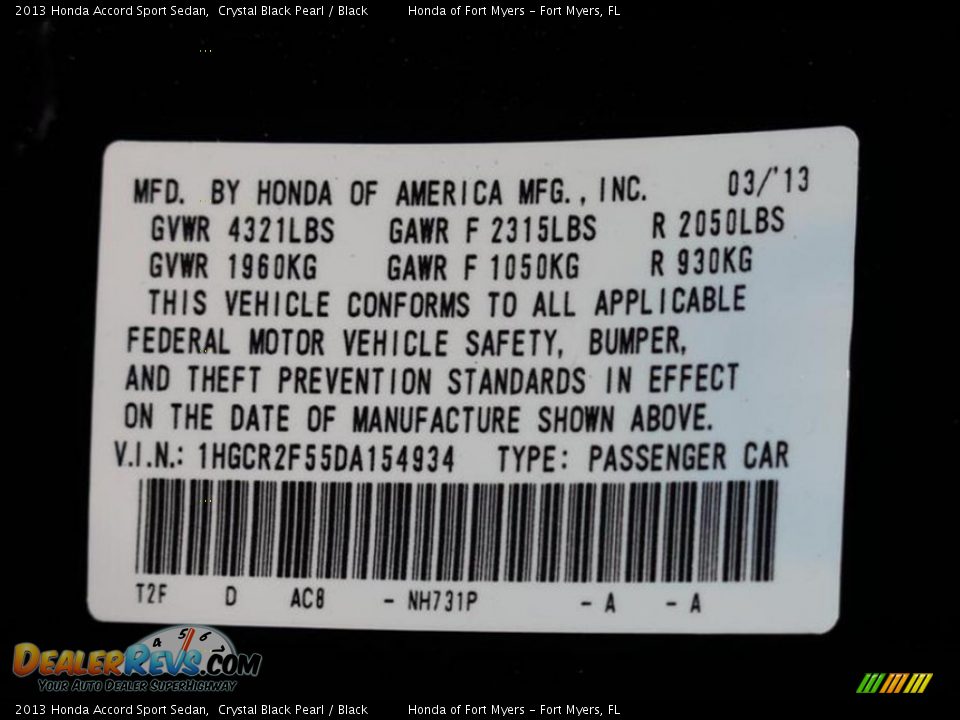 2013 Honda Accord Sport Sedan, Crystal Black Pearl / Black Honda of Fort Myers - Fort Myers, FL
MFD. BY HONDA OF AMERICA MFG., INC. 03/'13
GVWR 4321LBS GAWR F 2315LBS R 2050LBS
GVWR 1960KG GAWR F 1050KG R 930KG
THIS VEHICLE CONFORMS TO ALL APPLICABLE
FEDERAL MOTOR VEHICLE SAFETY, BUMPER,
AND THEFT PREVENTION STANDARDS IN EFFECT
ON THE DATE OF MANUFACTURE SHOWN ABOVE.
V.I.N.: 1HGCR2F55DA154934 TYPE: PASSENGER CAR
T2F D AC8 - NH731P - A - A
4 5 6 7
DEALERREVS.COM
YOUR AUTO DEALER SUPERHIGHWAY
2013 Honda Accord Sport Sedan, Crystal Black Pearl / Black Honda of Fort Myers - Fort Myers, FL